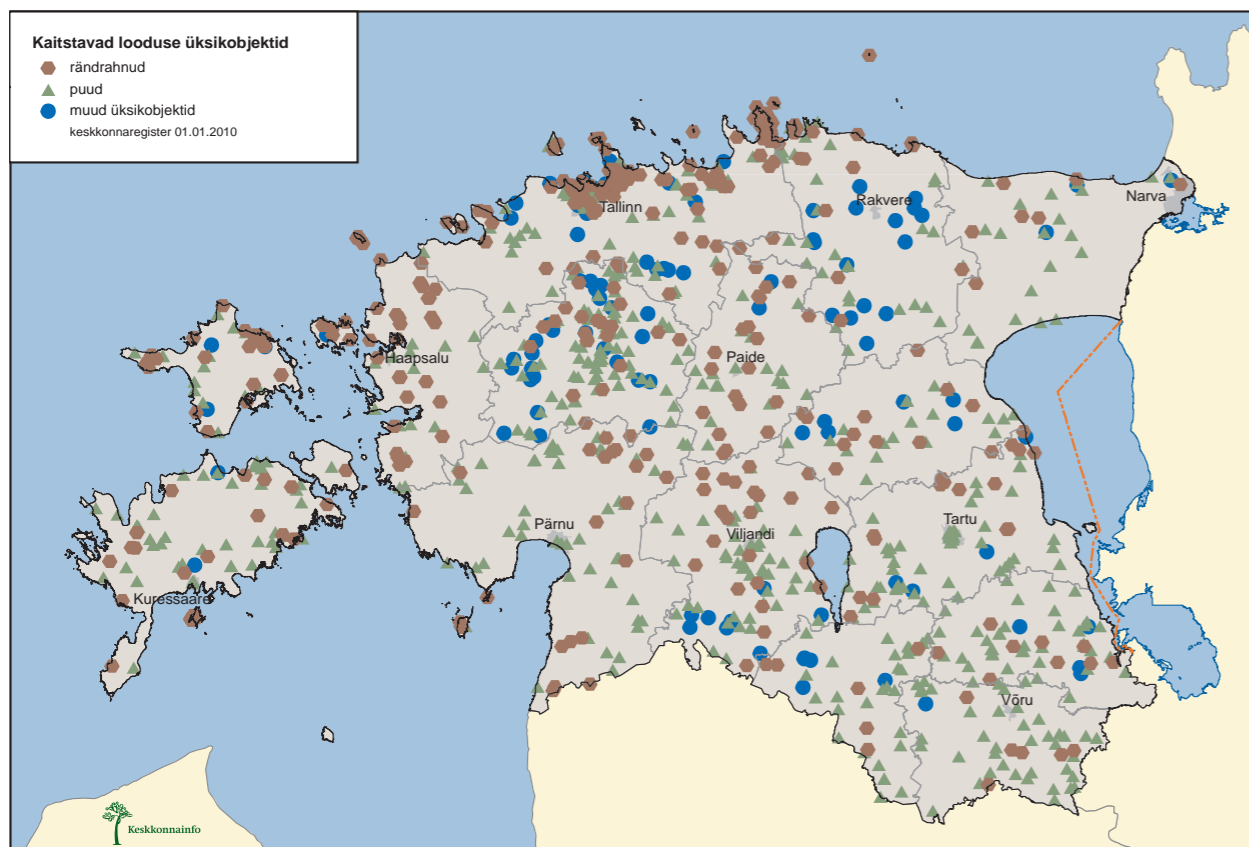 Kaitstavad looduse üksikobjektid
rändrahnud
puud
muud üksikobjektid
keskkonnaregister 01.01.2010
Tallinn
Rakvere
Narva
Haapsalu
Paide
Pärnu
Viljandi
Tartu
Kuressaare
Võru
Keskkonnainfo